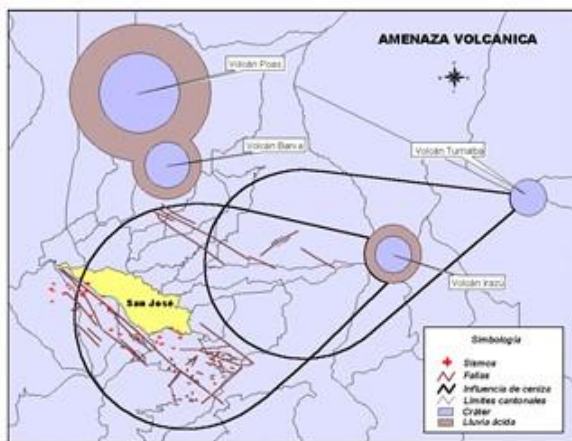 AMENAZA VOLCANICA
Volcán Poas
Volcán Barva
Volcán Turrialba
Volcán Irazú
San José
Simbología
Sismos
Fallas
Influencia de ceniza
Límites cantonales
Cráter
Lluvia ácida